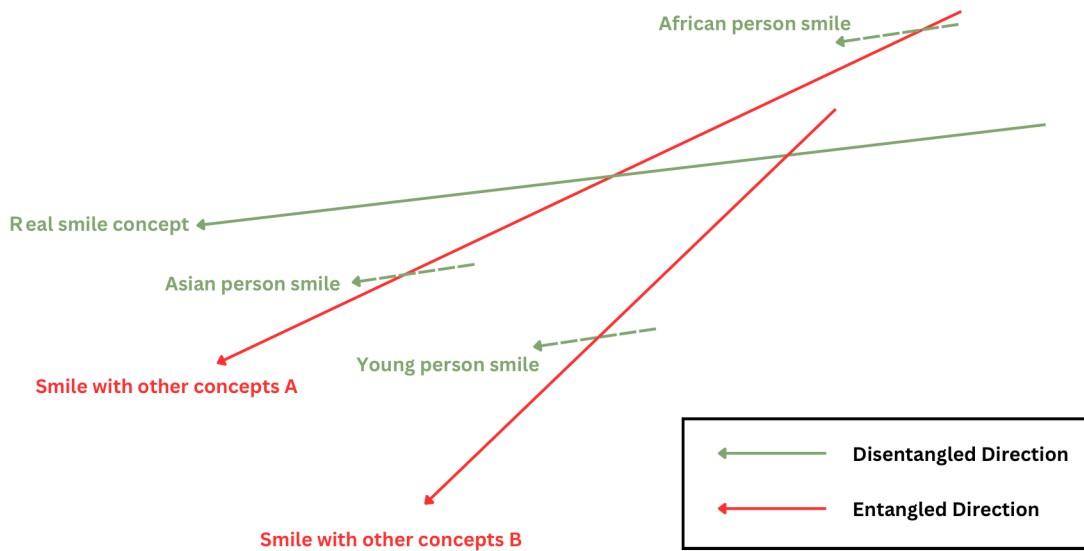 African person smile
Real smile concept
Asian person smile
Young person smile
Smile with other concepts A
Disentangled Direction
Entangled Direction
Smile with other concepts B